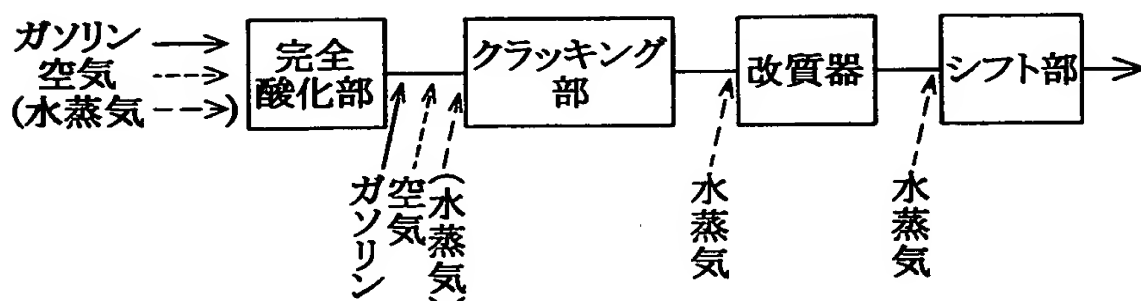 ガソリン
空気
(水蒸気
)
完全
酸化部
クラッキング
部
改質器
シフト部
ガソリン
空気
(水蒸気)
水蒸気
水蒸気